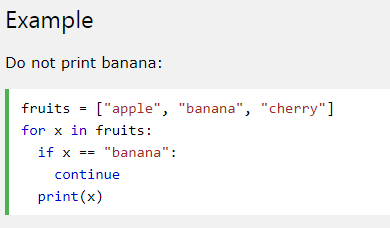 Example
Do not print banana:
fruits = ["apple", "banana", "cherry"]
for x in fruits:
  if x == "banana":
    continue
  print(x)